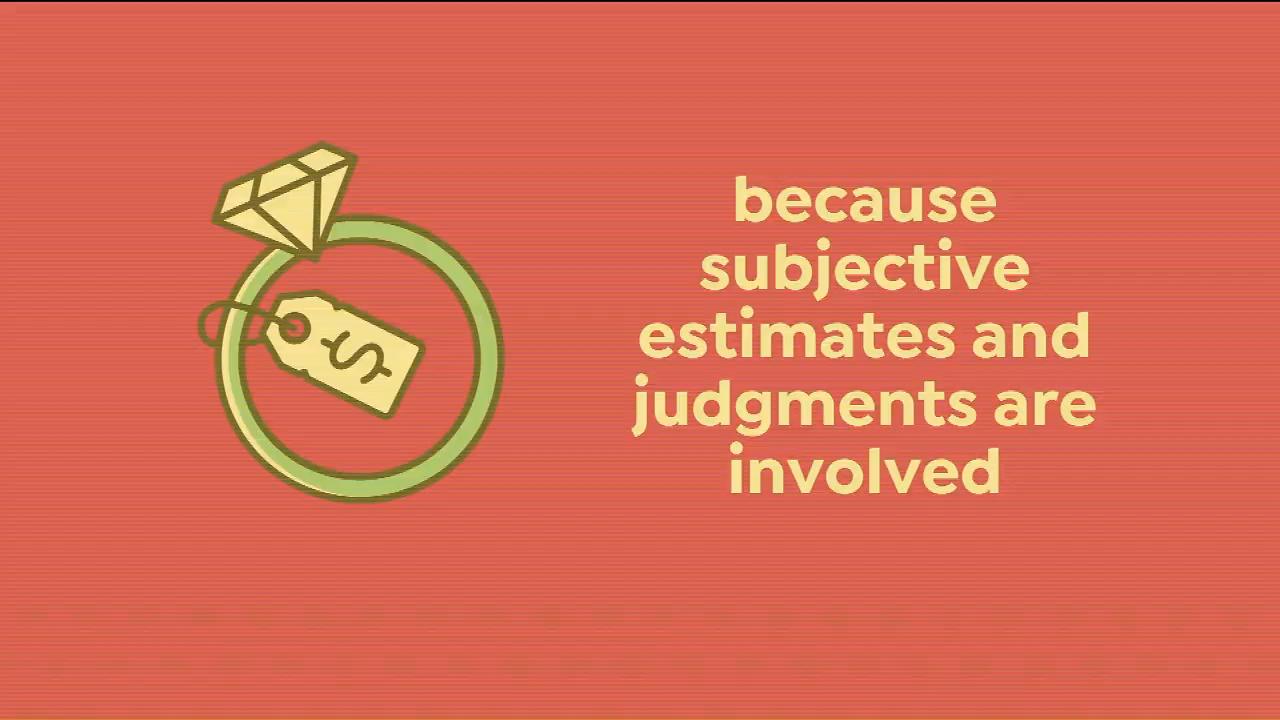 because
subjective
estimates and
judgments are
involved
$